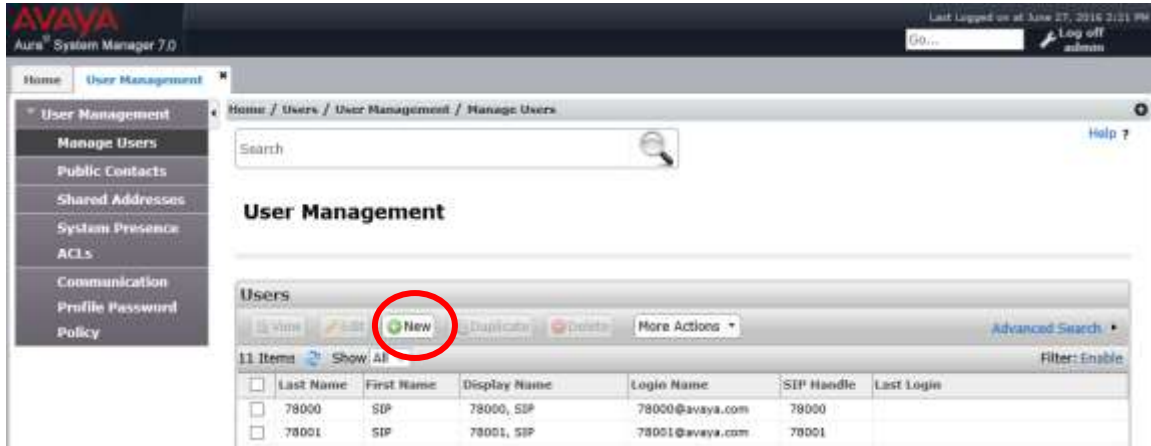 AVAYA
Last Logged on at June 27, 2016 2:21 PM
Aura® System Manager 7.0
Go...
Log off
admin
Home
User Management
User Management
Home / Users / User Management / Manage Users
Manage Users
Search
Help ?
Public Contacts
Shared Addresses
System Presence
ACLs
Communication
Profile Password
Policy
User Management
Users
View
Edit
New
Duplicate
Delete
More Actions
Advanced Search
11 Items
Show All
Filter: Enable
Last Name First Name Display Name Login Name SIP Handle Last Login
78000 SIP 78000, SIP 78000@avaya.com 78000
78001 SIP 78001, SIP 78001@avaya.com 78001